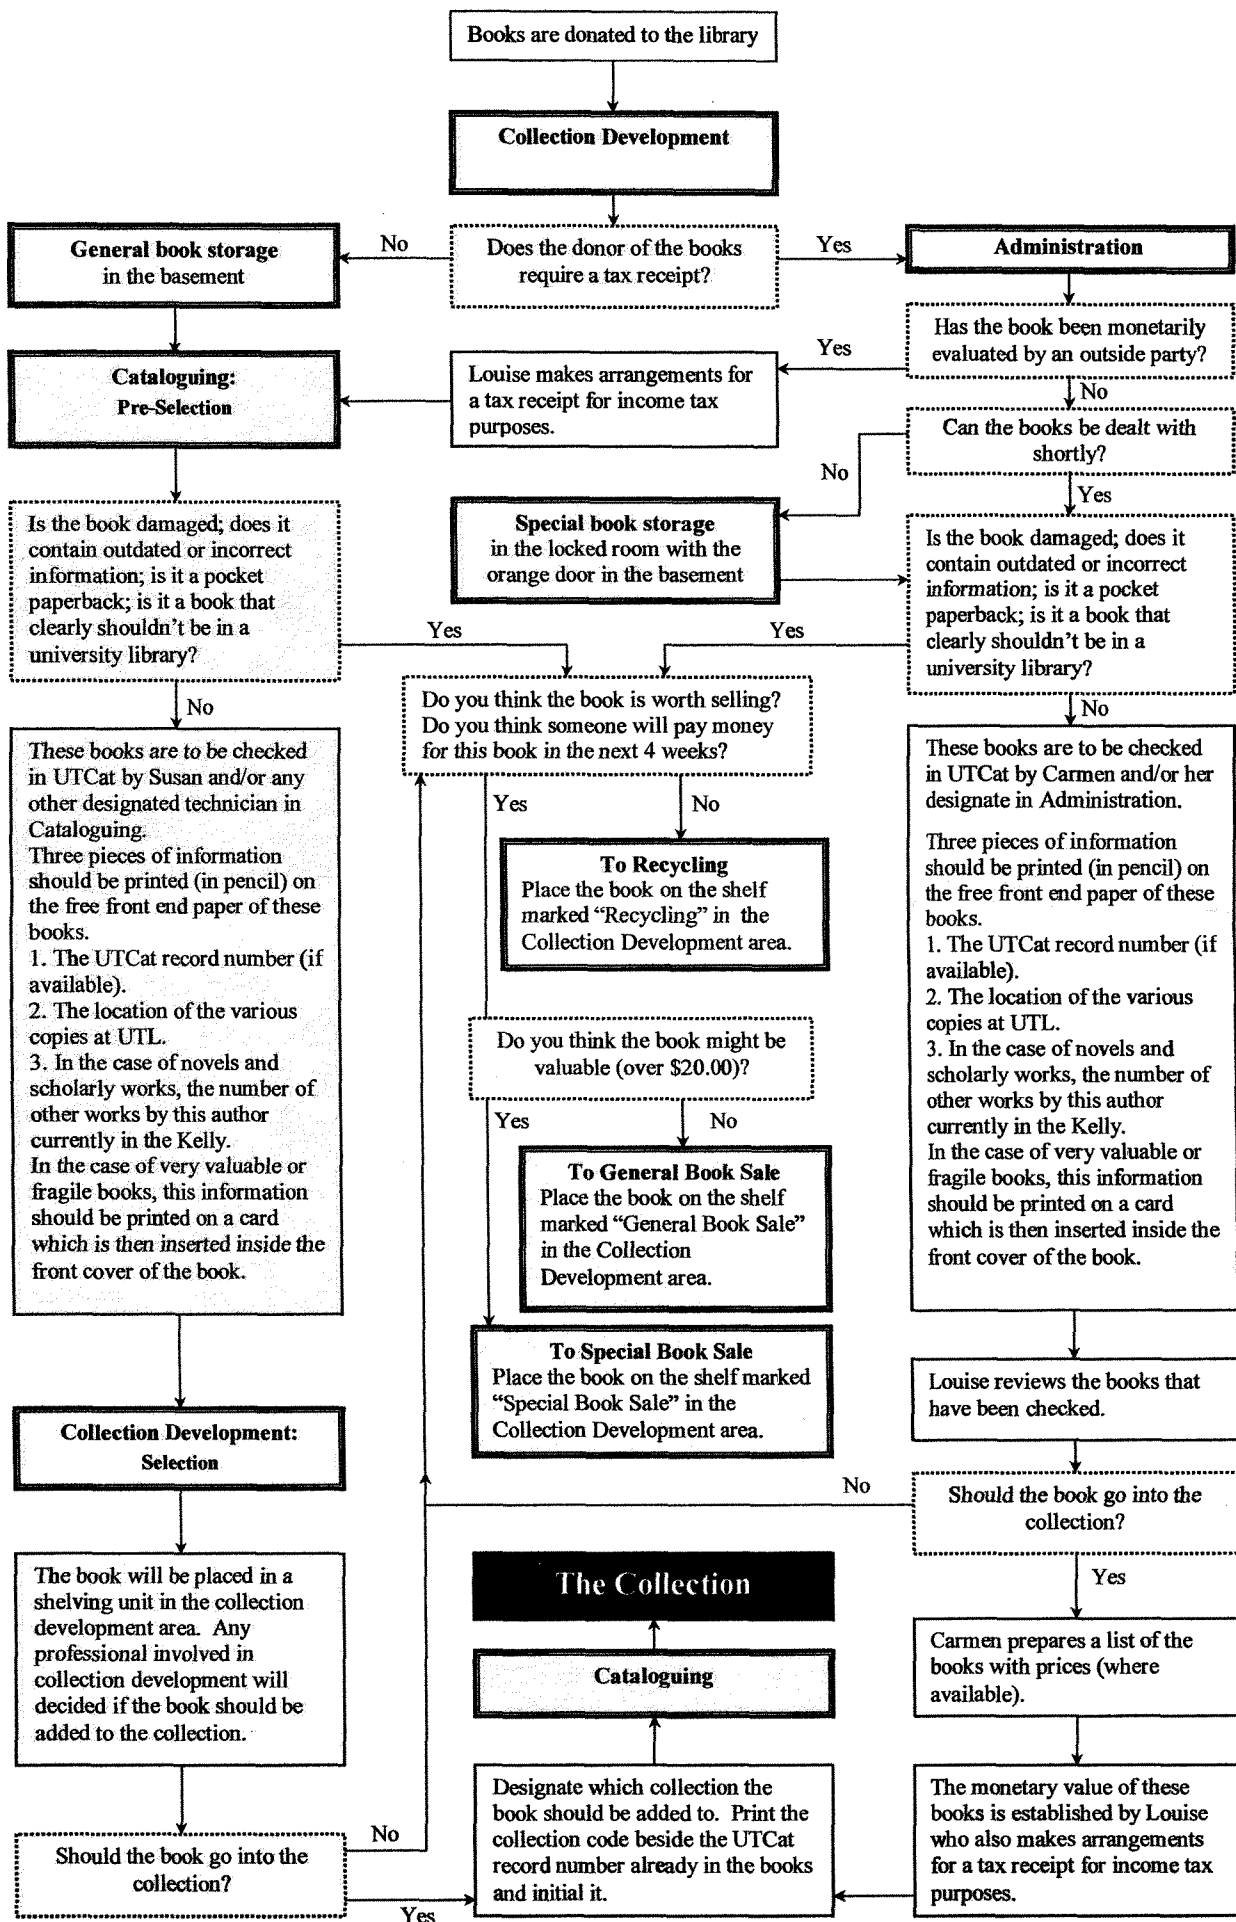 Books are donated to the library
Collection Development
Does the donor of the books
require a tax receipt?
No
Yes
General book storage
in the basement
Administration
Has the book been monetarily
evaluated by an outside party?
Yes
No
Louise makes arrangements for
a tax receipt for income tax
purposes.
Cataloguing:
Pre-Selection
Can the books be dealt with
shortly?
No
Yes
Special book storage
in the locked room with the
orange door in the basement
Is the book damaged; does it
contain outdated or incorrect
information; is it a pocket
paperback; is it a book that
clearly shouldn't be in a
university library?
Yes
No
Is the book damaged; does it
contain outdated or incorrect
information; is it a pocket
paperback; is it a book that
clearly shouldn't be in a
university library?
Yes
No
Do you think the book is worth selling?
Do you think someone will pay money
for this book in the next 4 weeks?
Yes
No
To Recycling
Place the book on the shelf
marked "Recycling" in the
Collection Development area.
Do you think the book might be
valuable (over $20.00)?
Yes
No
To General Book Sale
Place the book on the shelf
marked "General Book Sale"
in the Collection
Development area.
To Special Book Sale
Place the book on the shelf marked
"Special Book Sale" in the
Collection Development area.
These books are to be checked
in UTCat by Susan and/or any
other designated technician in
Cataloguing.
Three pieces of information
should be printed (in pencil) on
the free front end paper of these
books.
1. The UTCat record number (if
available).
2. The location of the various
copies at UTL.
3. In the case of novels and
scholarly works, the number of
other works by this author
currently in the Kelly.
In the case of very valuable or
fragile books, this information
should be printed on a card
which is then inserted inside the
front cover of the book.
These books are to be checked
in UTCat by Carmen and/or her
designate in Administration.
Three pieces of information
should be printed (in pencil) on
the free front end paper of these
books.
1. The UTCat record number (if
available).
2. The location of the various
copies at UTL.
3. In the case of novels and
scholarly works, the number of
other works by this author
currently in the Kelly.
In the case of very valuable or
fragile books, this information
should be printed on a card
which is then inserted inside the
front cover of the book.
Collection Development:
Selection
The book will be placed in a
shelving unit in the collection
development area. Any
professional involved in
collection development will
decided if the book should be
added to the collection.
Should the book go into the
collection?
No
Yes
Louise reviews the books that
have been checked.
Should the book go into the
collection?
No
Yes
Carmen prepares a list of the
books with prices (where
available).
The monetary value of these
books is established by Louise
who also makes arrangements
for a tax receipt for income tax
purposes.
Designate which collection the
book should be added to. Print the
collection code beside the UTCat
record number already in the books
and initial it.
Cataloguing
The Collection